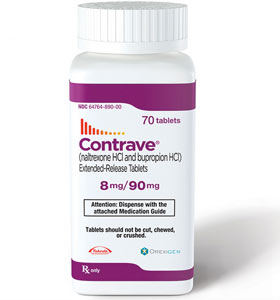 NDC 64764-890-00
70 tablets
Contrave®
(naltrexone HCl and bupropion HCl)
Extended-Release Tablets
8 mg/90 mg
Attention: Dispense with the
attached Medication Guide
Tablets should not be cut, chewed,
or crushed.
Takeda
OREXIGEN
Rx only